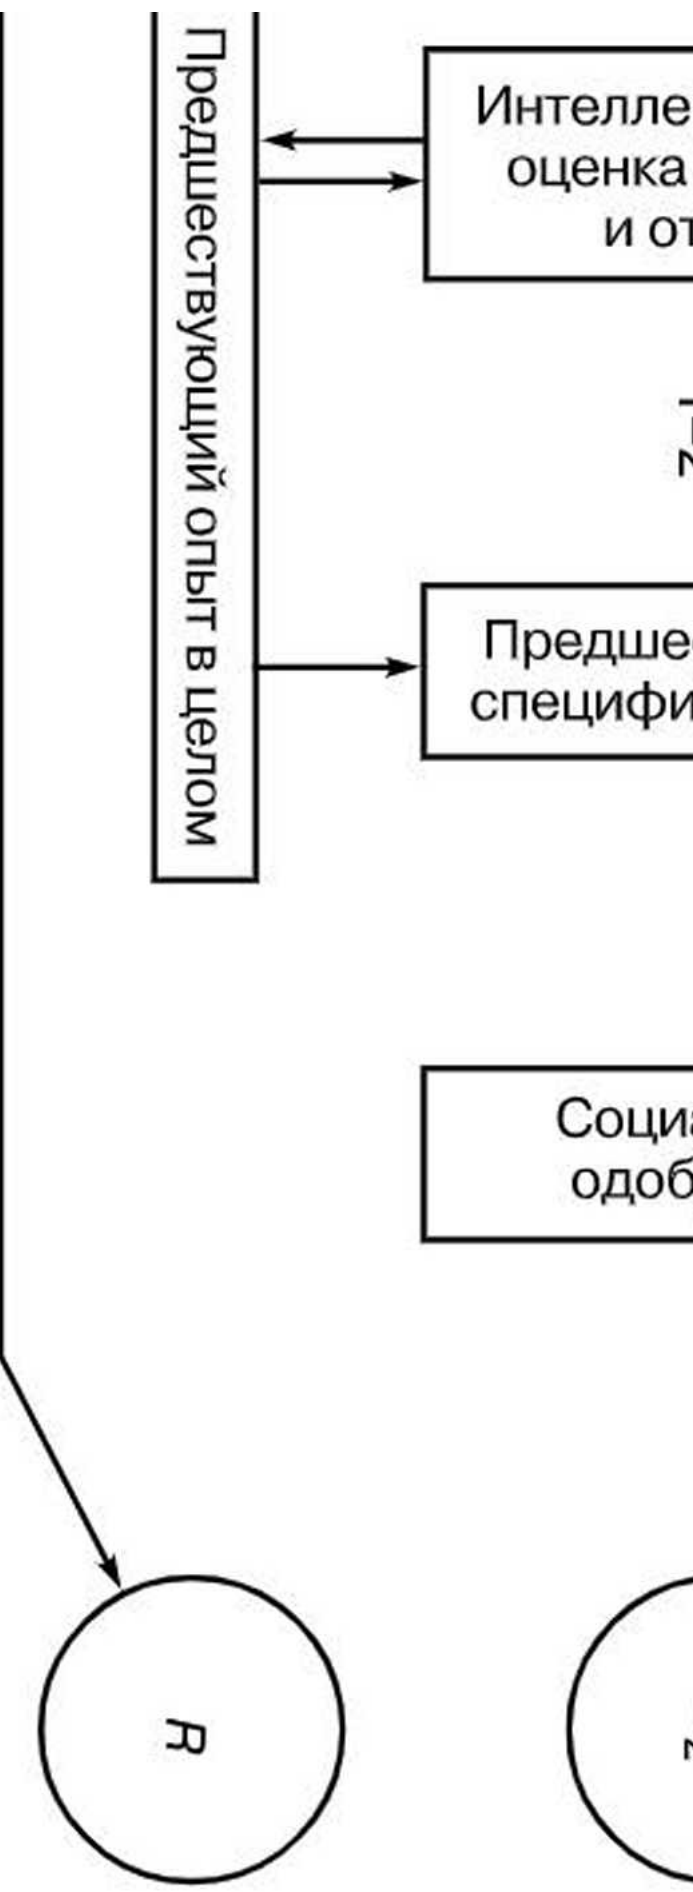 Предшествующий опыт в целом
Интелле
оценка
и от
Предшес
специфи
Социа
одоб
R